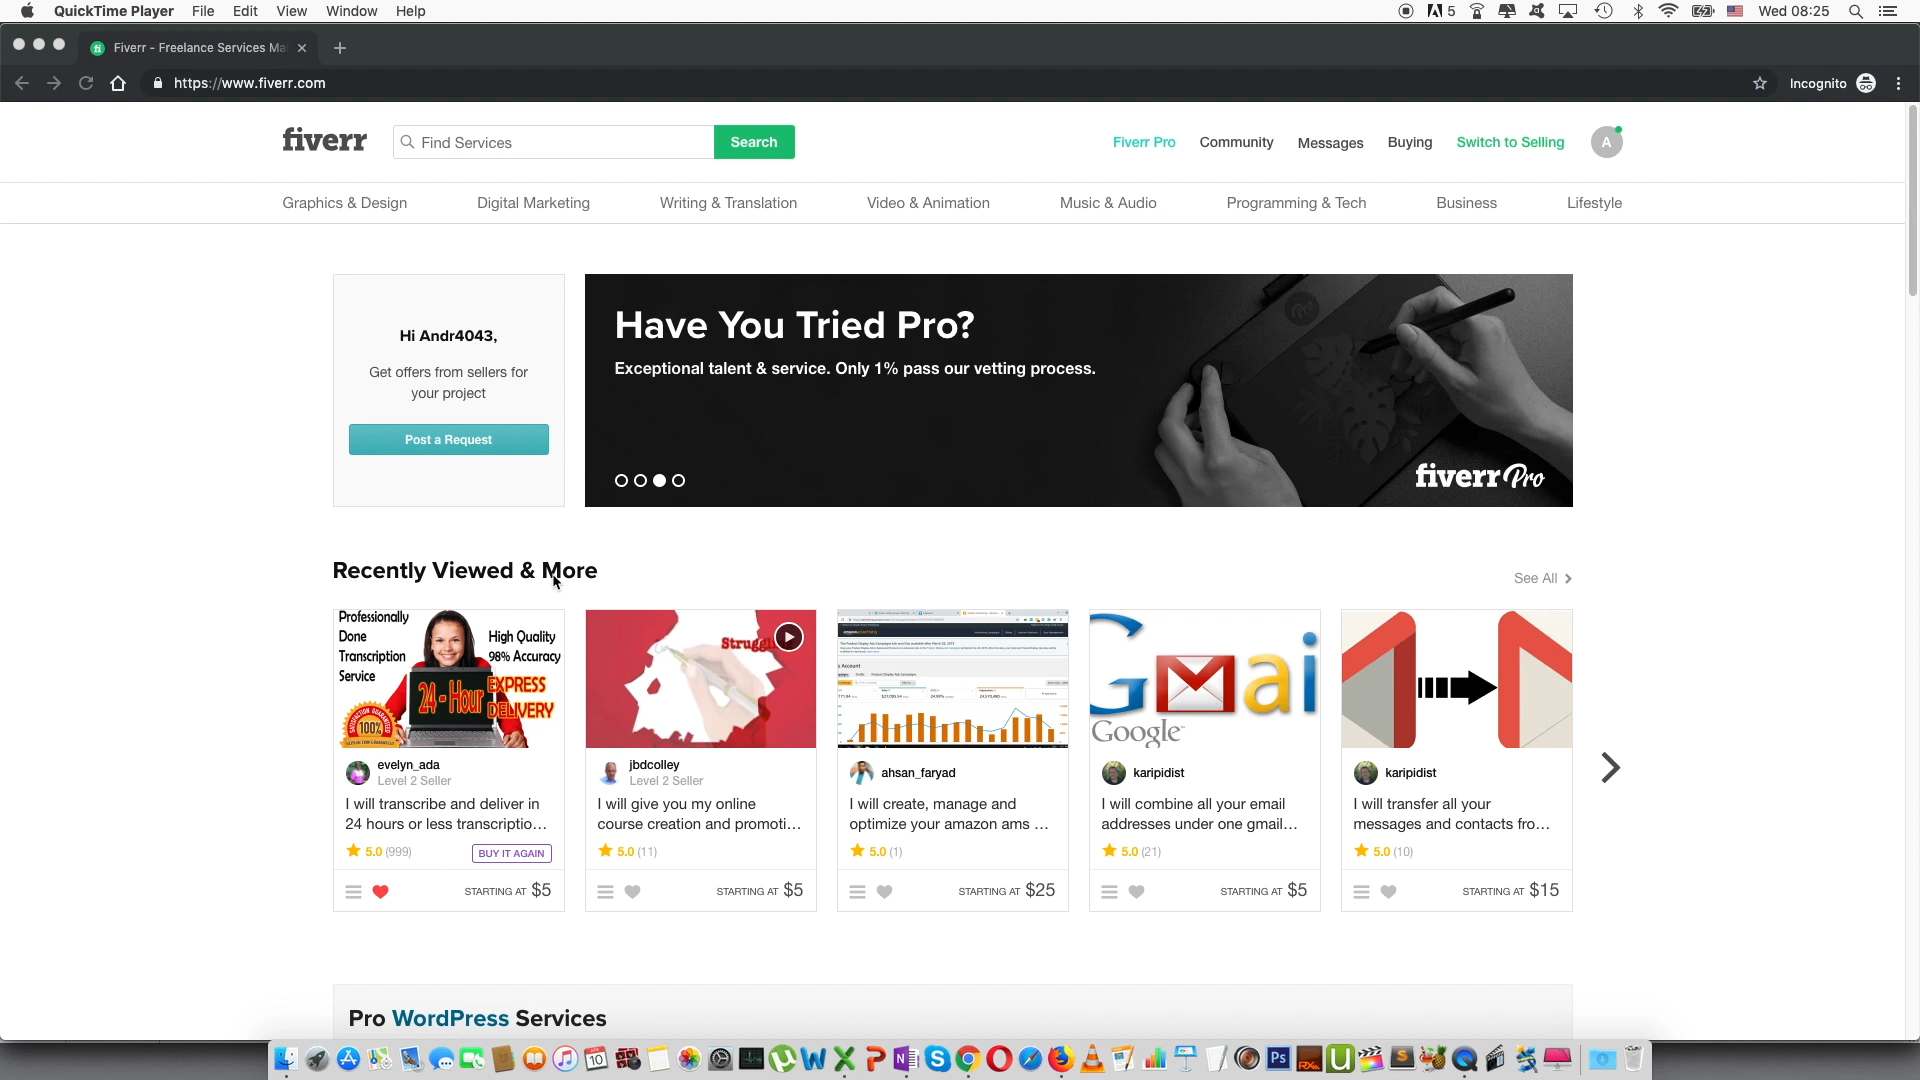 QuickTime Player File Edit View Window Help
5 Wed 08:25
Fiverr - Freelance Services Ma
https://www.fiverr.com
Incognito
fiverr
Find Services
Search
Fiverr Pro Community Messages Buying Switch to Selling A
Graphics & Design Digital Marketing Writing & Translation Video & Animation Music & Audio Programming & Tech Business Lifestyle
Hi Andr4043,
Get offers from sellers for
your project
Post a Request
Have You Tried Pro?
Exceptional talent & service. Only 1% pass our vetting process.
fiverr Pro
Recently Viewed & More
See All
Professionally
Done
Transcription
Service
High Quality
98% Accuracy
24 - Hour
EXPRESS
DELIVERY
100%
evelyn_ada
Level 2 Seller
I will transcribe and deliver in
24 hours or less transcriptio...
5.0 (999)
BUY IT AGAIN
STARTING AT $5
jbdcolley
Level 2 Seller
I will give you my online
course creation and promoti...
5.0 (11)
STARTING AT $5
ahsan_faryad
I will create, manage and
optimize your amazon ams ...
5.0 (1)
STARTING AT $25
GMai
Google
karipidist
I will combine all your email
addresses under one gmail...
5.0 (21)
STARTING AT $5
karipidist
I will transfer all your
messages and contacts fro...
5.0 (10)
STARTING AT $15
Pro WordPress Services